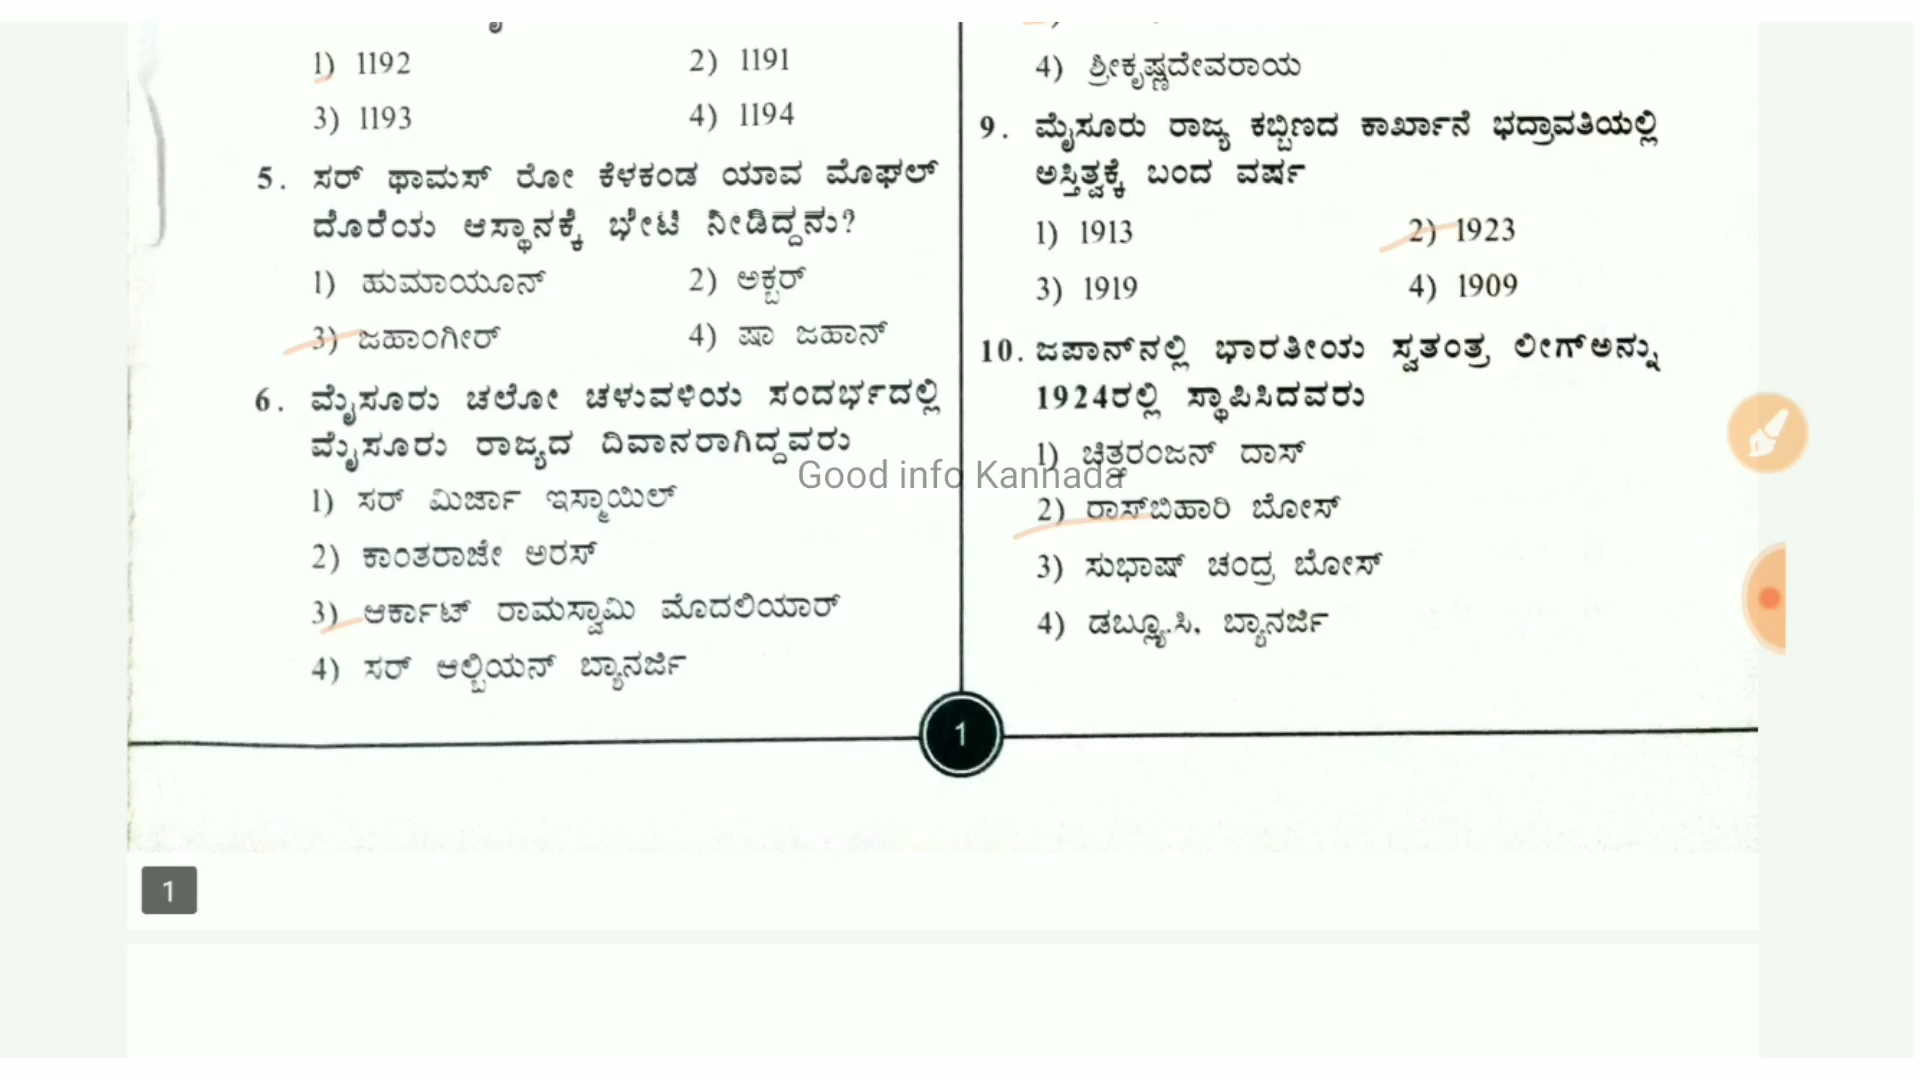 1) 1192
2) 1191
3) 1193
4) 1194
5. ಸರ್ ಥಾಮಸ್ ರೋ ಕೆಳಕಂಡ ಯಾವ ಮೊಘಲ್
ದೊರೆಯ ಆಸ್ಥಾನಕ್ಕೆ ಭೇಟಿ ನೀಡಿದ್ದನು?
1) ಹುಮಾಯೂನ್
2) ಅಕ್ಬರ್
3) ಜಹಾಂಗೀರ್
4) ಷಾ ಜಹಾನ್
6. ಮೈಸೂರು ಚಲೋ ಚಳುವಳಿಯ ಸಂದರ್ಭದಲ್ಲಿ
ಮೈಸೂರು ರಾಜ್ಯದ ದಿವಾನರಾಗಿದ್ದವರು
1) ಸರ್ ಮಿರ್ಜಾ ಇಸ್ಮಾಯಿಲ್
2) ಕಾಂತರಾಜೇ ಅರಸ್
3) ಆರ್ಕಾಟ್ ರಾಮಸ್ವಾಮಿ ಮೊದಲಿಯಾರ್
4) ಸರ್ ಆಲ್ಬಿಯನ್ ಬ್ಯಾನರ್ಜಿ
4) ಶ್ರೀಕೃಷ್ಣದೇವರಾಯ
9. ಮೈಸೂರು ರಾಜ್ಯ ಕಬ್ಬಿಣದ ಕಾರ್ಖಾನೆ ಭದ್ರಾವತಿಯಲ್ಲಿ
ಅಸ್ತಿತ್ವಕ್ಕೆ ಬಂದ ವರ್ಷ
1) 1913
2) 1923
3) 1919
4) 1909
10. ಜಪಾನ್‌ನಲ್ಲಿ ಭಾರತೀಯ ಸ್ವತಂತ್ರ ಲೀಗ್‌ಅನ್ನು
1924ರಲ್ಲಿ ಸ್ಥಾಪಿಸಿದವರು
1) ಚಿತ್ತರಂಜನ್ ದಾಸ್
2) ರಾಸ್‌ಬಿಹಾರಿ ಬೋಸ್
3) ಸುಭಾಷ್ ಚಂದ್ರ ಬೋಸ್
4) ಡಬ್ಲ್ಯೂ.ಸಿ. ಬ್ಯಾನರ್ಜಿ
Good info Kannada
1
1